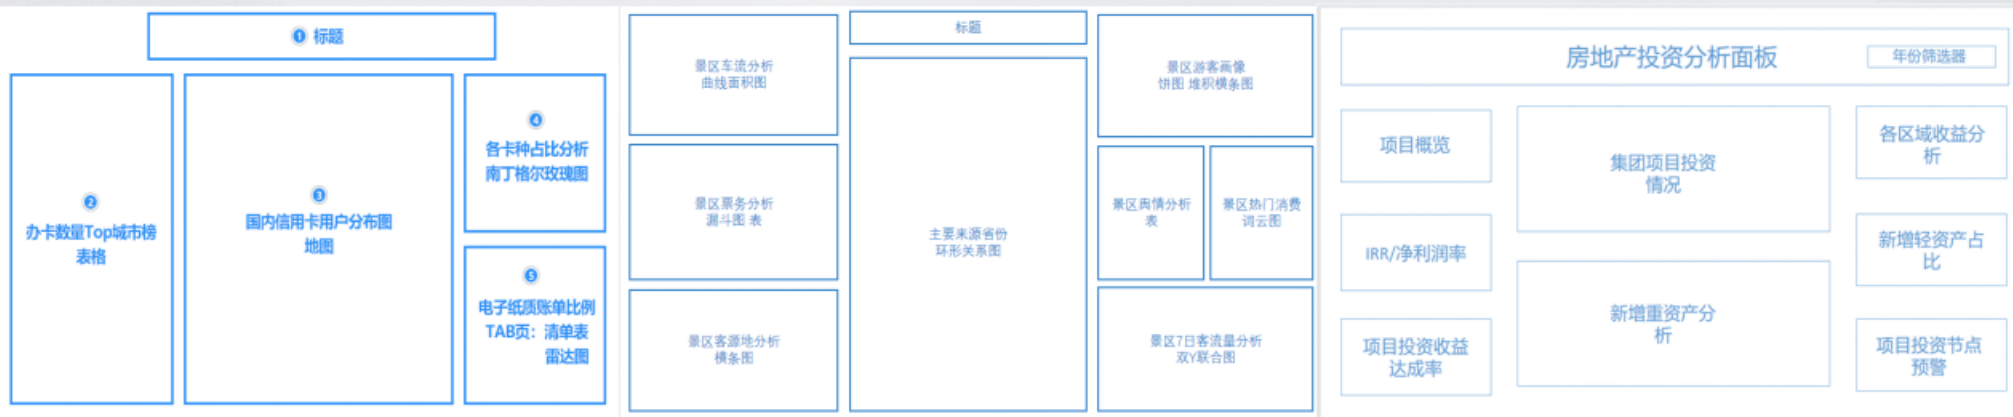 ① 标题
②
办卡数量Top城市榜
表格
③
国内信用卡用户分布图
地图
④
各卡种占比分析
南丁格尔玫瑰图
⑤
电子纸质账单比例
TAB页：清单表
雷达图
景区车流分析
曲线面积图
景区票务分析
漏斗图 表
景区客源地分析
横条图
标题
主要来源省份
环形关系图
景区游客画像
饼图 堆积横条图
景区舆情分析
表
景区热门消费
词云图
景区7日客流量分析
双Y联合图
房地产投资分析面板
年份筛选器
项目概览
IRR/净利润率
项目投资收益
达成率
集团项目投资
情况
新增重资产分
析
各区域收益分
析
新增轻资产占
比
项目投资节点
预警